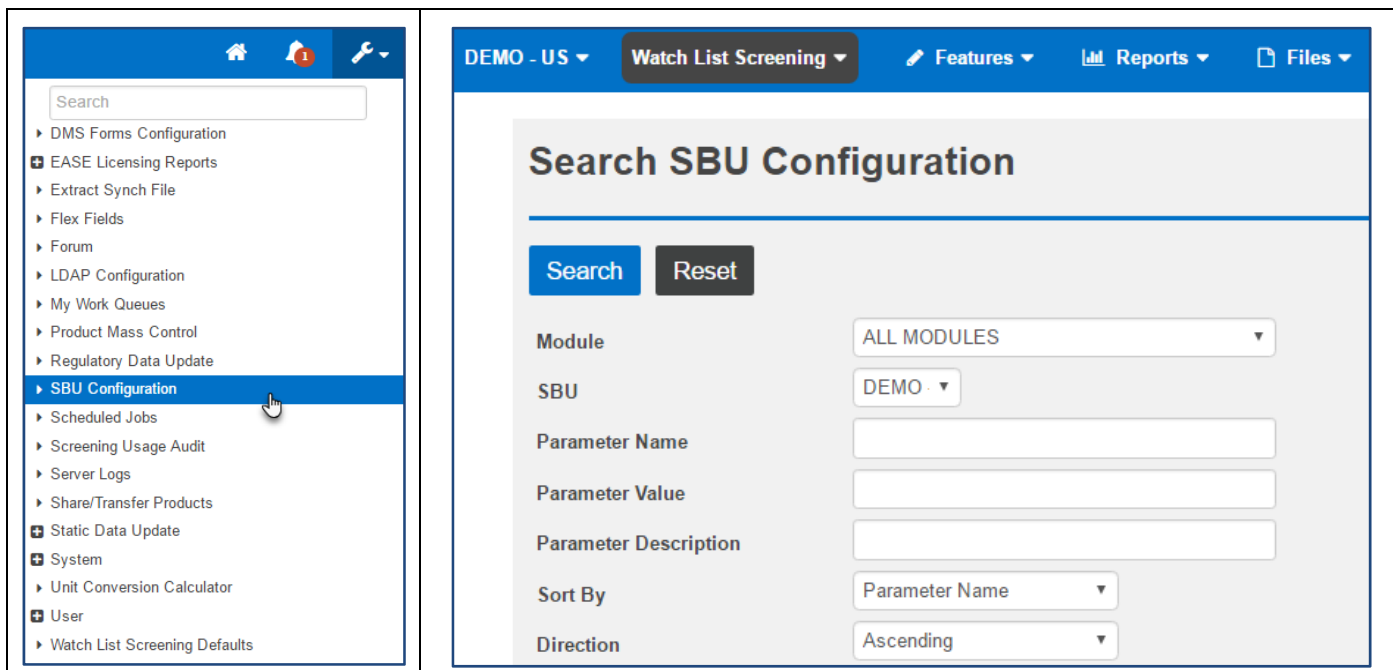 1
Search
DMS Forms Configuration
EASE Licensing Reports
Extract Synch File
Flex Fields
Forum
LDAP Configuration
My Work Queues
Product Mass Control
Regulatory Data Update
SBU Configuration
Scheduled Jobs
Screening Usage Audit
Server Logs
Share/Transfer Products
Static Data Update
System
Unit Conversion Calculator
User
Watch List Screening Defaults
DEMO - US Watch List Screening Features Reports Files
Search SBU Configuration
Search Reset
Module ALL MODULES
SBU DEMO
Parameter Name
Parameter Value
Parameter Description
Sort By Parameter Name
Direction Ascending